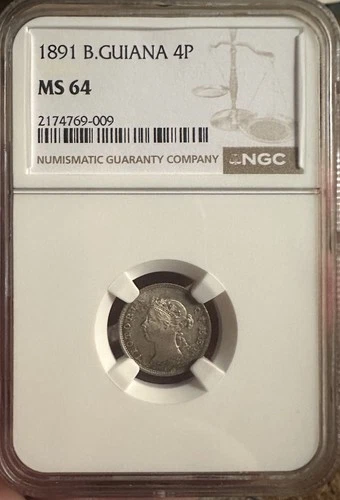 1891 B.GUIANA 4P
MS 64
2174769-009
NUMISMATIC GUARANTY COMPANY
NGC